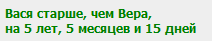 Вася старше, чем Вера,
на 5 лет, 5 месяцев и 15 дней